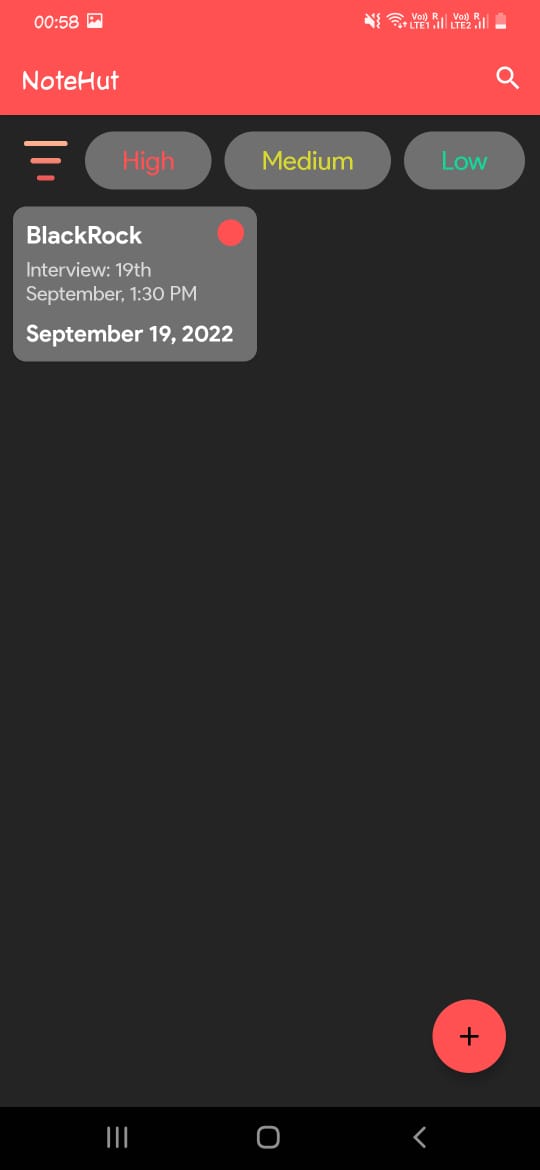 00:58
Vo)) R Vo)) R
LTE1 LTE2
NoteHut
High Medium Low
BlackRock
Interview: 19th
September, 1:30 PM
September 19, 2022